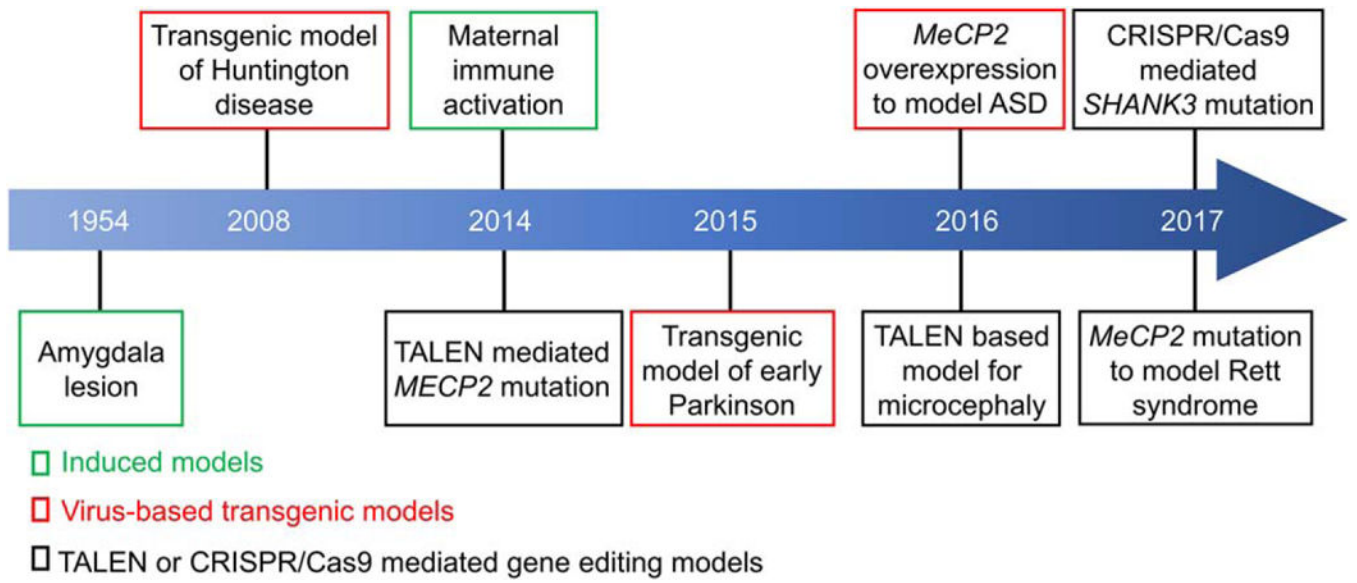 Transgenic model
of Huntington
disease
Maternal
immune
activation
MeCP2
overexpression
to model ASD
CRISPR/Cas9
mediated
SHANK3 mutation
1954
2008
2014
2015
2016
2017
Amygdala
lesion
TALEN mediated
MECP2 mutation
Transgenic
model of early
Parkinson
TALEN based
model for
microcephaly
MeCP2 mutation
to model Rett
syndrome
Induced models
Virus-based transgenic models
TALEN or CRISPR/Cas9 mediated gene editing models